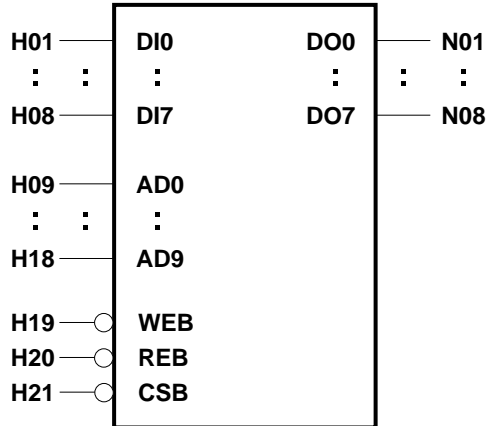 H01 DI0 DO0 N01
: : : : : :
H08 DI7 DO7 N08
H09 AD0
: : :
H18 AD9
H19 WEB
H20 REB
H21 CSB